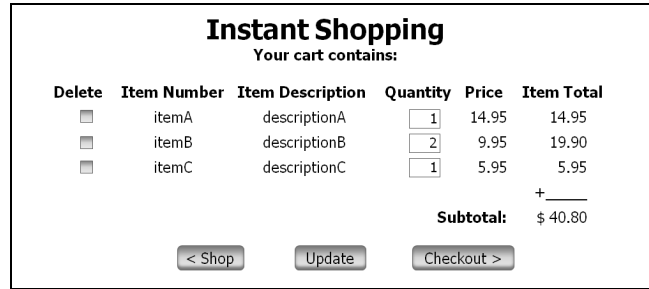 Instant Shopping
Your cart contains:
Delete Item Number Item Description Quantity Price Item Total
itemA descriptionA 1 14.95 14.95
itemB descriptionB 2 9.95 19.90
itemC descriptionC 1 5.95 5.95
+_____
Subtotal: $ 40.80
< Shop Update Checkout >